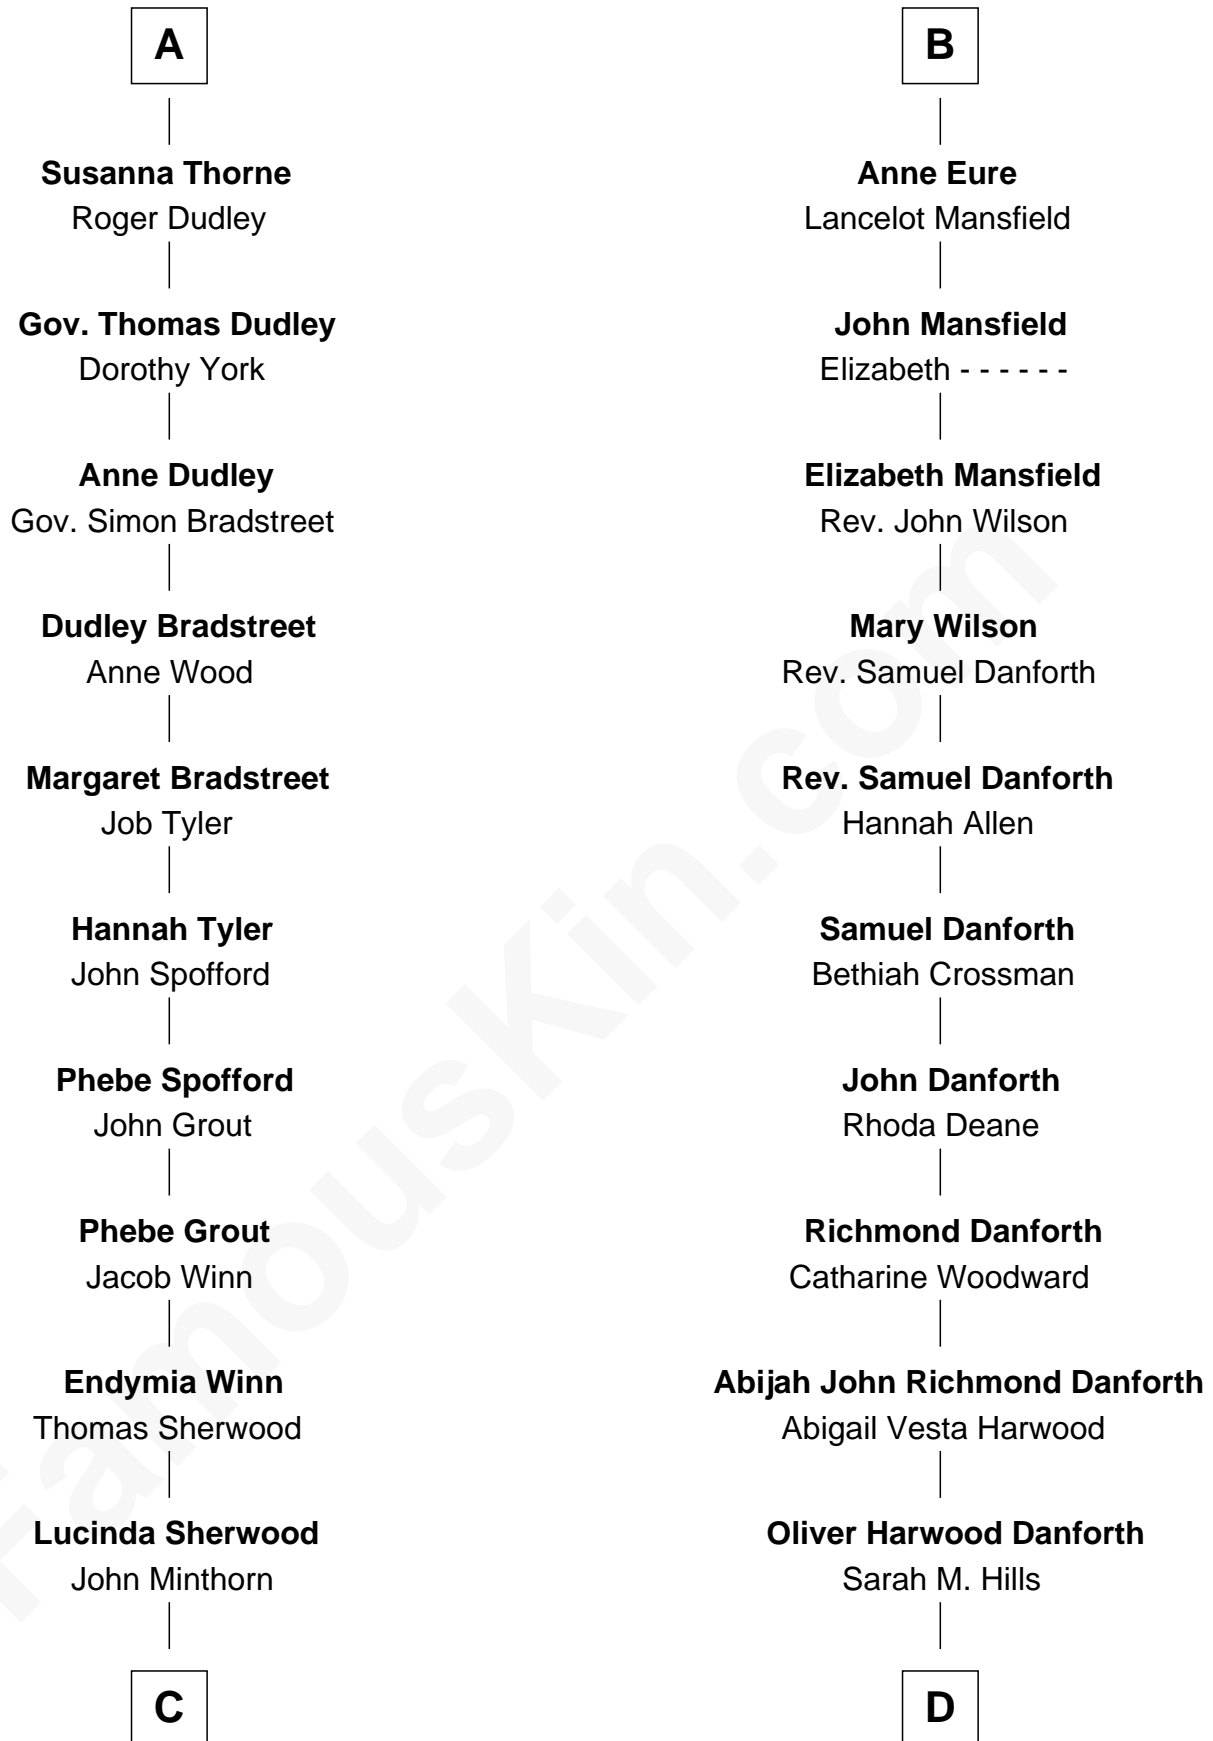 A
Susanna Thorne
Roger Dudley
Gov. Thomas Dudley
Dorothy York
Anne Dudley
Gov. Simon Bradstreet
Dudley Bradstreet
Anne Wood
Margaret Bradstreet
Job Tyler
Hannah Tyler
John Spofford
Phebe Spofford
John Grout
Phebe Grout
Jacob Winn
Endymia Winn
Thomas Sherwood
Lucinda Sherwood
John Minthorn
C
B
Anne Eure
Lancelot Mansfield
John Mansfield
Elizabeth - - - - - -
Elizabeth Mansfield
Rev. John Wilson
Mary Wilson
Rev. Samuel Danforth
Rev. Samuel Danforth
Hannah Allen
Samuel Danforth
Bethiah Crossman
John Danforth
Rhoda Deane
Richmond Danforth
Catharine Woodward
Abijah John Richmond Danforth
Abigail Vesta Harwood
Oliver Harwood Danforth
Sarah M. Hills
D
FamousKin.com